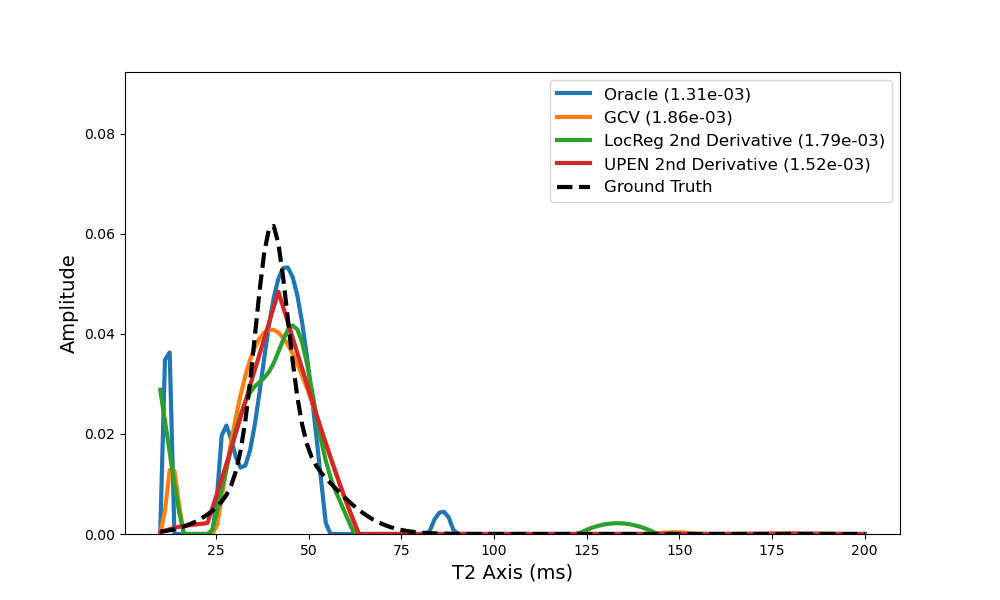 Oracle (1.31e-03)
GCV (1.86e-03)
LocReg 2nd Derivative (1.79e-03)
UPEN 2nd Derivative (1.52e-03)
Ground Truth
0.08
0.06
0.04
0.02
0.00
Amplitude
25 50 75 100 125 150 175 200
T2 Axis (ms)